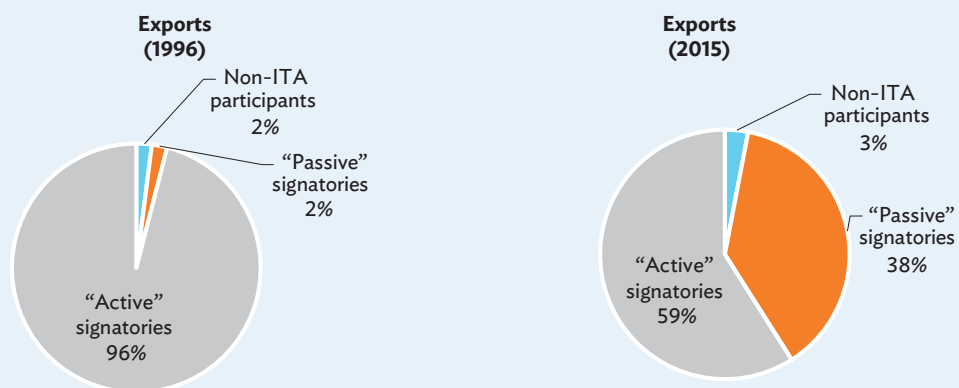 Exports
(1996)
Non-ITA
participants
2%
“Passive”
signatories
2%
“Active”
signatories
96%
Exports
(2015)
Non-ITA
participants
3%
“Passive”
signatories
38%
“Active”
signatories
59%